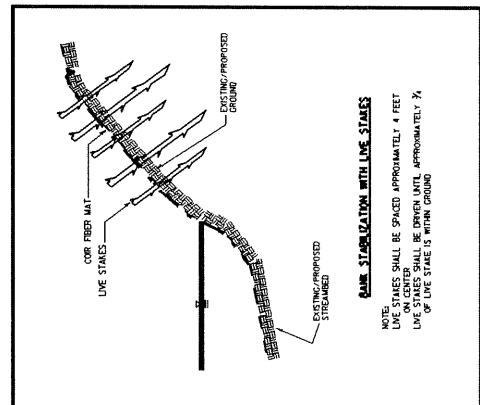 COIR FIBER MAT
LIVE STAKES
EXISTING/PROPOSED
GROUND
EXISTING/PROPOSED
STREAMBED
BANK STABILIZATION WITH LIVE STAKES
NOTE:
LIVE STAKES SHALL BE SPACED APPROXIMATELY 4 FEET
ON CENTER
LIVE STAKES SHALL BE DRIVEN UNTIL APPROXIMATELY 3/4
OF LIVE STAKE IS WITHIN GROUND